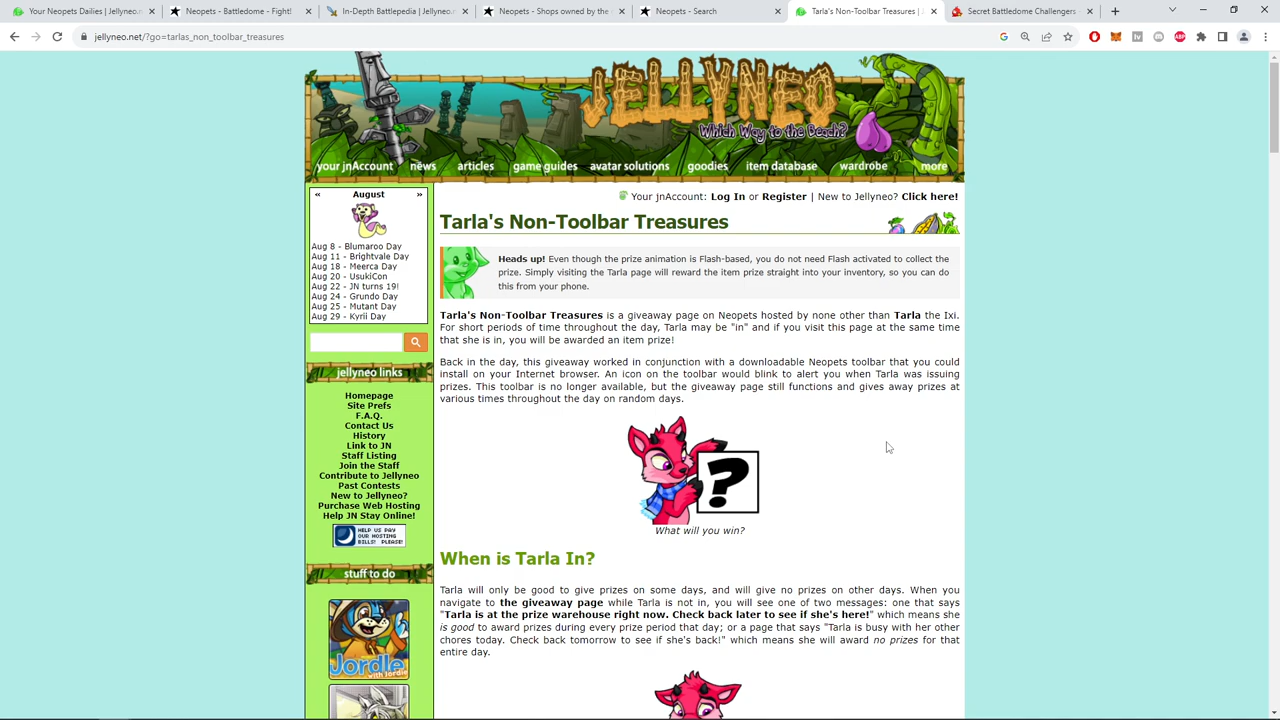 Your Neopets Dailies | Jellyneo.n
Neopets - Battledome - Fight!
In-Depth Battlepedia | Jellyneo.n
Neopets - Shops owned by the s
Neopets - Search
Tarla's Non-Toolbar Treasures | J
Secret Battledome Challengers
jellyneo.net/?go=tarlas_non_toolbar_treasures
JELLYNEO
Which Way to the Beach?
your jnAccount news articles game guides avatar solutions goodies item database wardrobe more
« August »
Aug 8 - Blumaroo Day
Aug 11 - Brightvale Day
Aug 18 - Meerca Day
Aug 20 - UsukiCon
Aug 22 - JN turns 19!
Aug 24 - Grundo Day
Aug 25 - Mutant Day
Aug 29 - Kyrii Day
jellyneo links
Homepage
Site Prefs
F.A.Q.
Contact Us
History
Link to JN
Staff Listing
Join the Staff
Contribute to Jellyneo
Past Contests
New to Jellyneo?
Purchase Web Hosting
Help JN Stay Online!
HELP US PAY
OUR HOSTING
BILLS! PLEASE!
stuff to do
Jordle
with Jordie
Your jnAccount: Log In or Register | New to Jellyneo? Click here!
Tarla's Non-Toolbar Treasures
Heads up! Even though the prize animation is Flash-based, you do not need Flash activated to collect the
prize. Simply visiting the Tarla page will reward the item prize straight into your inventory, so you can do
this from your phone.
Tarla's Non-Toolbar Treasures is a giveaway page on Neopets hosted by none other than Tarla the Ixi.
For short periods of time throughout the day, Tarla may be "in" and if you visit this page at the same time
that she is in, you will be awarded an item prize!
Back in the day, this giveaway worked in conjunction with a downloadable Neopets toolbar that you could
install on your Internet browser. An icon on the toolbar would blink to alert you when Tarla was issuing
prizes. This toolbar is no longer available, but the giveaway page still functions and gives away prizes at
various times throughout the day on random days.
?
What will you win?
When is Tarla In?
Tarla will only be good to give prizes on some days, and will give no prizes on other days. When you
navigate to the giveaway page while Tarla is not in, you will see one of two messages: one that says
"Tarla is at the prize warehouse right now. Check back later to see if she's here!" which means she
is good to award prizes during every prize period that day; or a page that says "Tarla is busy with her other
chores today. Check back tomorrow to see if she's back!" which means she will award no prizes for that
entire day.